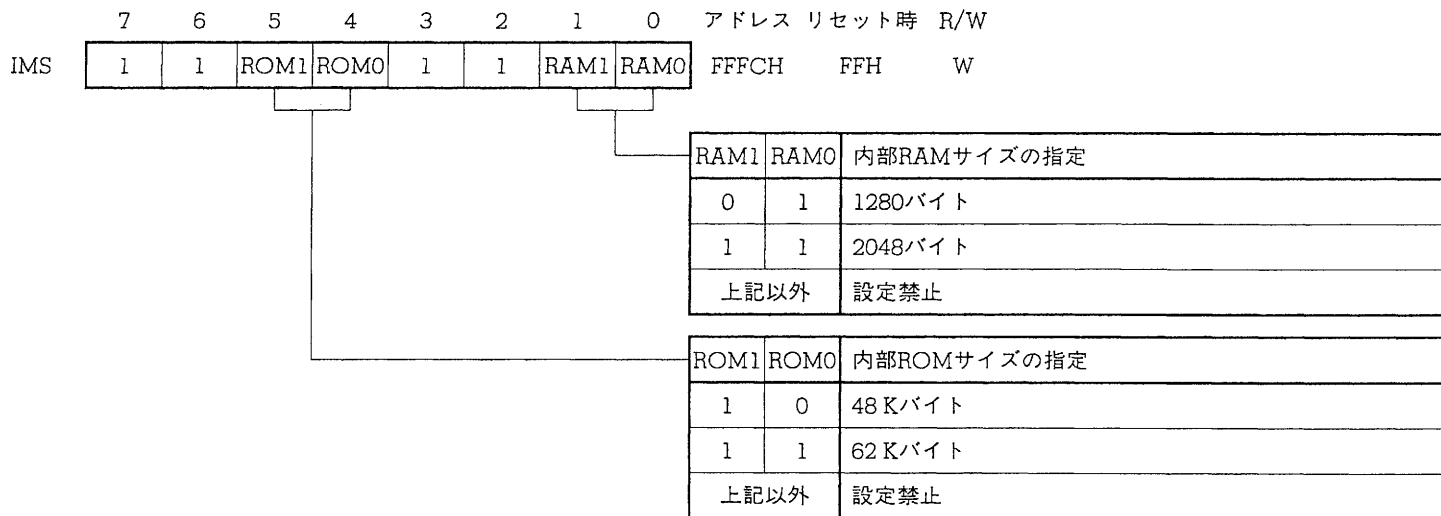 7 6 5 4 3 2 1 0 アドレス リセット時 R/W
IMS 1 1 ROM1 ROM0 1 1 RAM1 RAM0 FFFCH FFH W
RAM1 RAM0 内部RAMサイズの指定
0 1 1280バイト
1 1 2048バイト
上記以外 設定禁止
ROM1 ROM0 内部ROMサイズの指定
1 0 48 Kバイト
1 1 62 Kバイト
上記以外 設定禁止